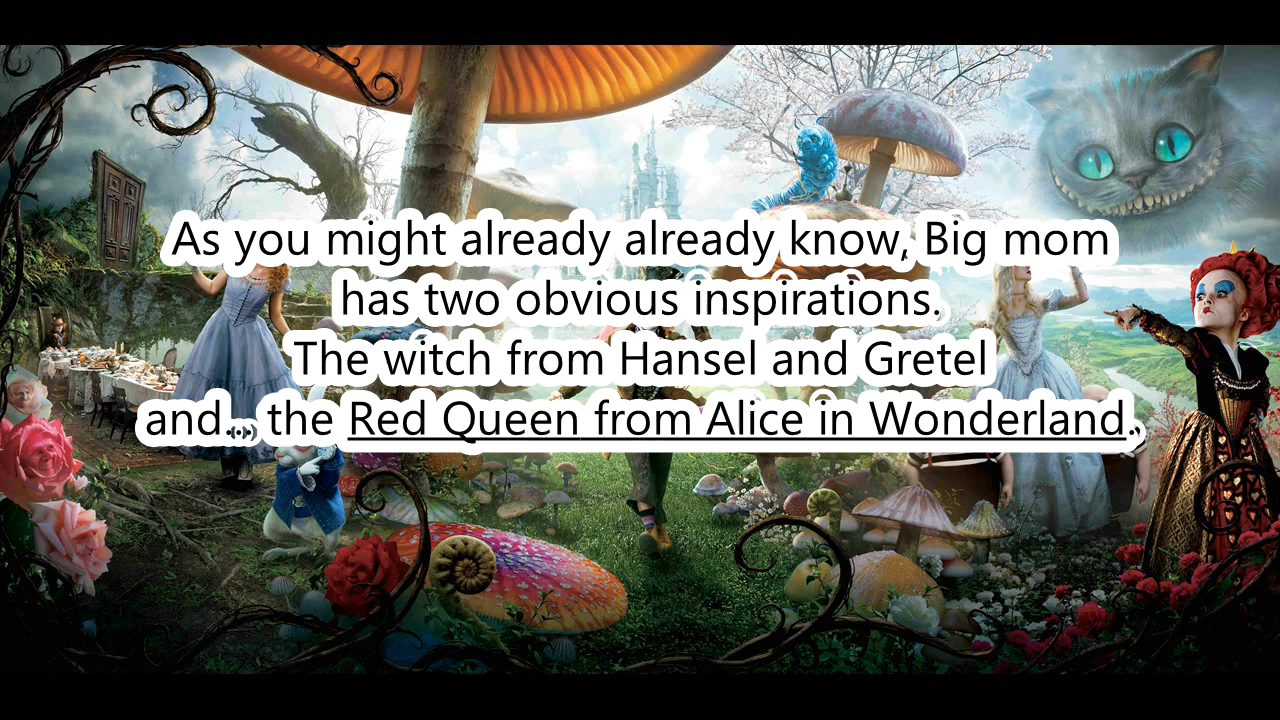 As you might already already know, Big mom
has two obvious inspirations.
The witch from Hansel and Gretel
and... the Red Queen from Alice in Wonderland.